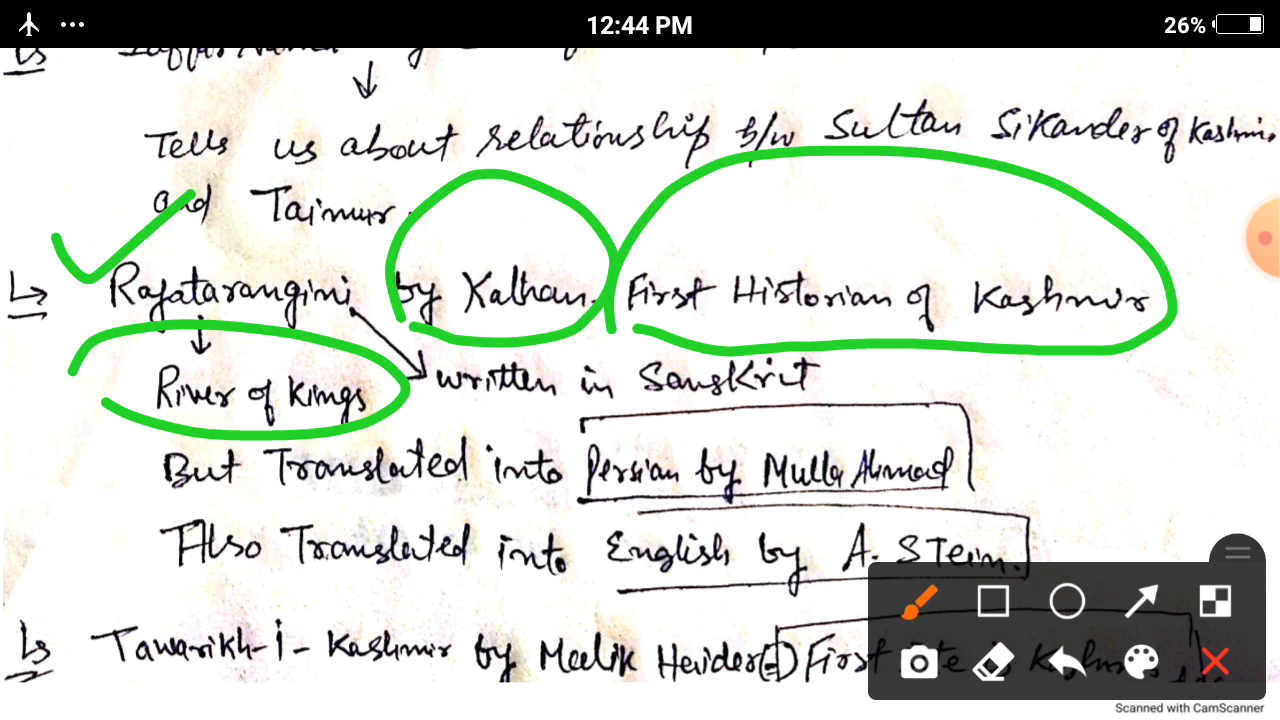 12:44 PM
26%
Tells us about relationship b/w Sultan Sikander of Kashmir
and Taimur.
Rajatarangini by Kalhan. First Historian of Kashmir
River of Kings
written in Sanskrit
But Translated into Persian by Mulla Ahmad
Also Translated into English by A. Stein.
Tawarikh-i-Kashmir by Malik Haider First
Scanned with CamScanner